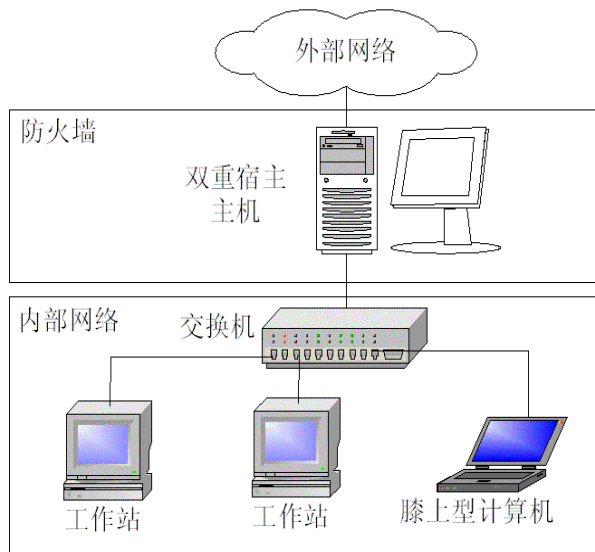 外部网络
防火墙
双重宿主
主机
内部网络
交换机
工作站
工作站
膝上型计算机